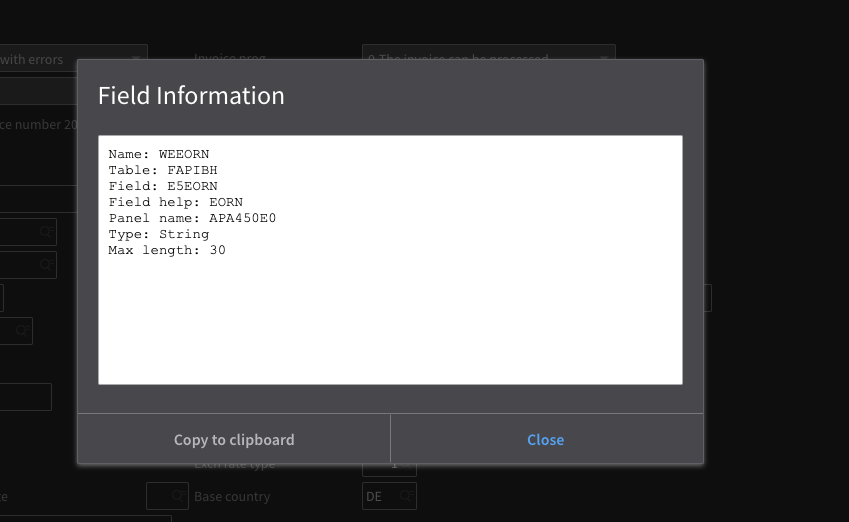 with errors
Invoice prog
0-The invoice can be processed
ce number 20
Field Information
Name: WEEORN
Table: FAPIBH
Field: E5EORN
Field help: EORN
Panel name: APA450E0
Type: String
Max length: 30
Copy to clipboard
Close
Exch rate type
1
Base country
DE